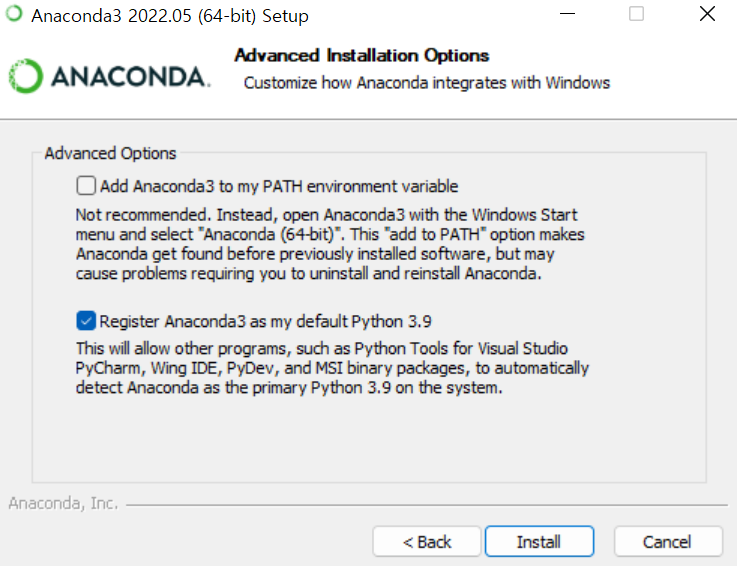 Anaconda3 2022.05 (64-bit) Setup
ANACONDA.
Advanced Installation Options
Customize how Anaconda integrates with Windows
Advanced Options
Add Anaconda3 to my PATH environment variable
Not recommended. Instead, open Anaconda3 with the Windows Start
menu and select "Anaconda (64-bit)". This "add to PATH" option makes
Anaconda get found before previously installed software, but may
cause problems requiring you to uninstall and reinstall Anaconda.
Register Anaconda3 as my default Python 3.9
This will allow other programs, such as Python Tools for Visual Studio
PyCharm, Wing IDE, PyDev, and MSI binary packages, to automatically
detect Anaconda as the primary Python 3.9 on the system.
Anaconda, Inc.
< Back
Install
Cancel